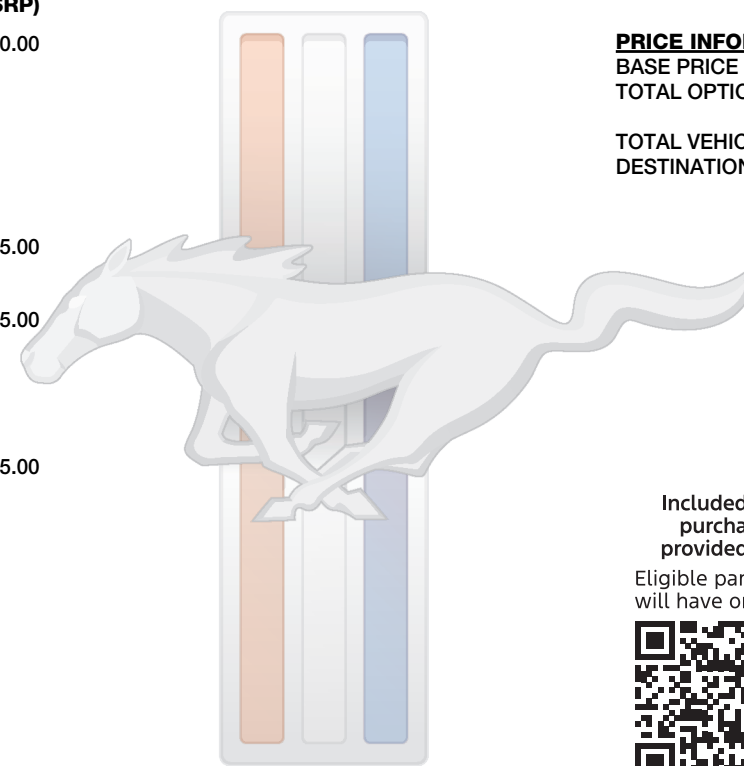 SRP)
0.00
5.00
5.00
5.00
PRICE INFO
BASE PRICE
TOTAL OPTIO
TOTAL VEHIC
DESTINATION
Included
purcha
provided
Eligible par
will have o